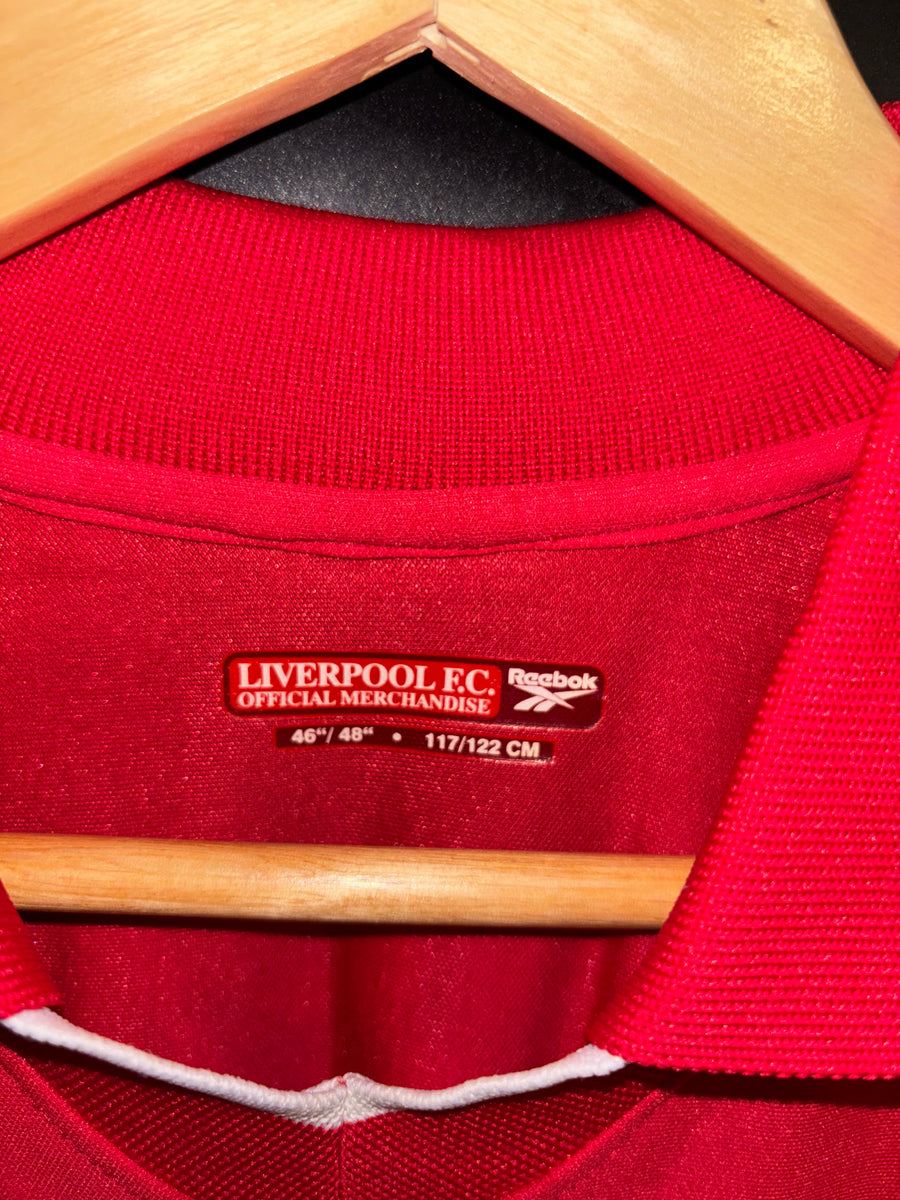 LIVERPOOL F.C.
OFFICIAL MERCHANDISE
Reebok
46“/ 48“ • 117/122 CM